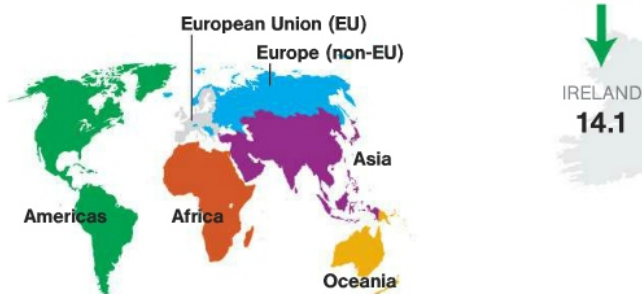 European Union (EU)
Europe (non-EU)
Asia
Americas
Africa
Oceania
IRELAND
14.1